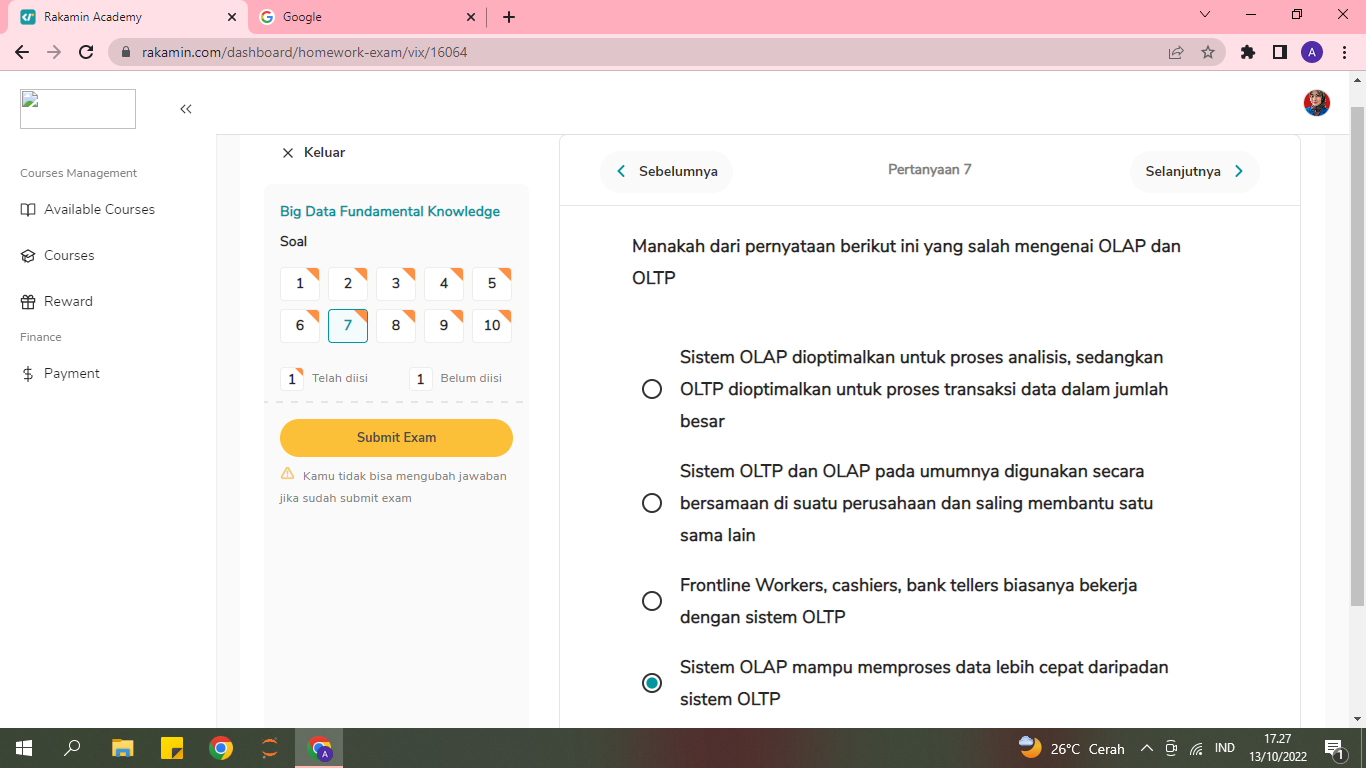 Rakamin Academy
Google
rakamin.com/dashboard/homework-exam/vix/16064
A
Courses Management
Available Courses
Courses
Reward
Finance
Payment
Keluar
Big Data Fundamental Knowledge
Soal
1 2 3 4 5
6 7 8 9 10
1 Telah diisi 1 Belum diisi
Submit Exam
Kamu tidak bisa mengubah jawaban
jika sudah submit exam
Sebelumnya
Pertanyaan 7
Selanjutnya
Manakah dari pernyataan berikut ini yang salah mengenai OLAP dan
OLTP
Sistem OLAP dioptimalkan untuk proses analisis, sedangkan
OLTP dioptimalkan untuk proses transaksi data dalam jumlah
besar
Sistem OLTP dan OLAP pada umumnya digunakan secara
bersamaan di suatu perusahaan dan saling membantu satu
sama lain
Frontline Workers, cashiers, bank tellers biasanya bekerja
dengan sistem OLTP
Sistem OLAP mampu memproses data lebih cepat daripadan
sistem OLTP
A
26°C Cerah
IND
17.27
13/10/2022
1